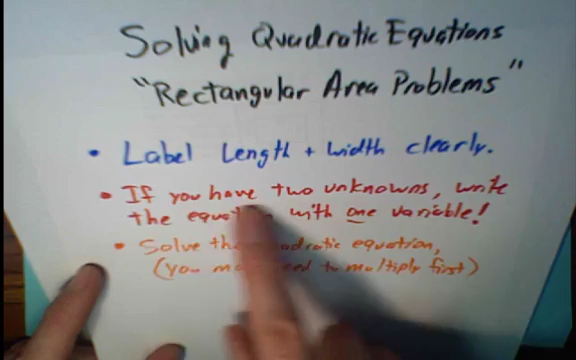 Solving Quadratic Equations
"Rectangular Area Problems"
• Label Length + width clearly.
• If you have two unknowns, write
the with one variable!
• Solve quadratic equation,
(you to multiply first)